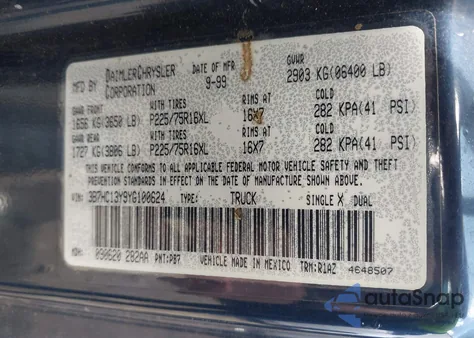 MFD BY DAIMLERCHRYSLER CORPORATION DATE OF MFR 9-99 GVWR 2903 KG(06400 LB)
GAWR FRONT WITH TIRES RIMS AT COLD
1656 KG(3650 LB) P225/75R16XL 16X7 282 KPA(41 PSI)
GAWR REAR WITH TIRES RIMS AT COLD
1727 KG(3806 LB) P225/75R16XL 16X7 282 KPA(41 PSI)
THIS VEHICLE CONFORMS TO ALL APPLICABLE FEDERAL MOTOR VEHICLE SAFETY AND THEFT
PREVENTION STANDARDS IN EFFECT ON THE DATE OF MANUFACTURE SHOWN ABOVE.
VIN: 3B7HC13Y9YG100624 TYPE: TRUCK SINGLE X DUAL
MDH: 090620 282AA PNT:PB7 VEHICLE MADE IN MEXICO TRM:R1AZ 4648507
autoSnap